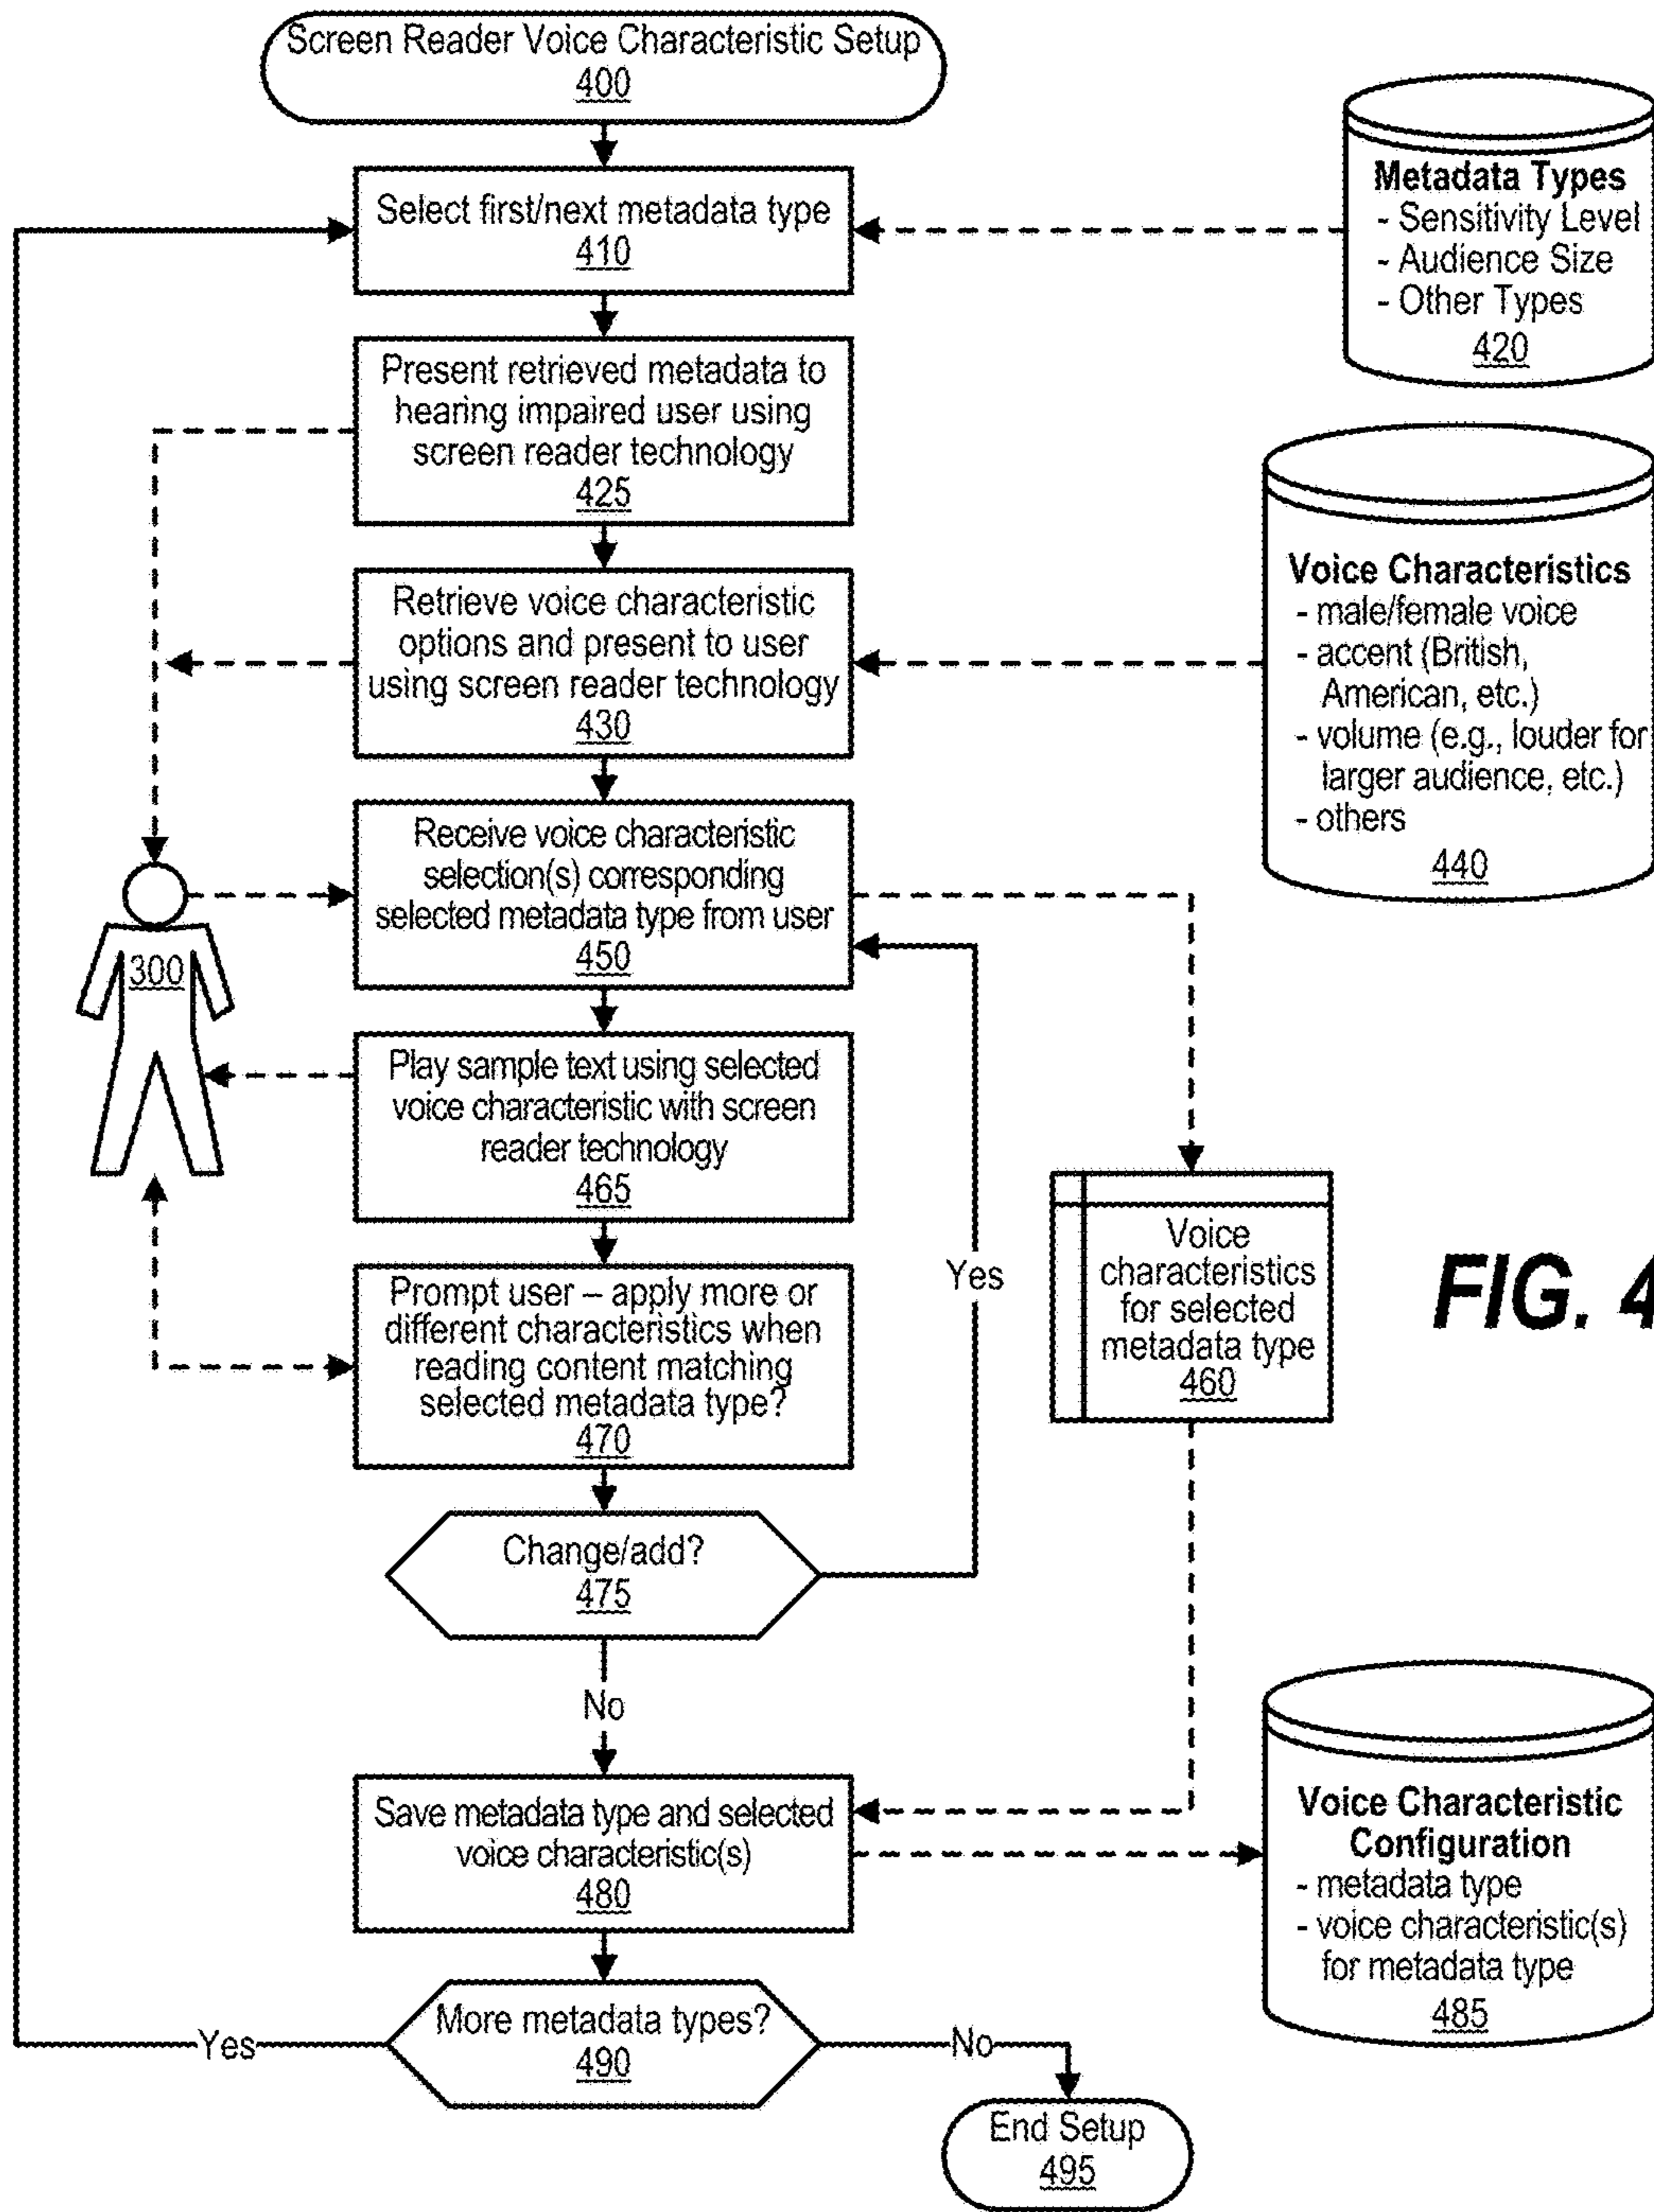 Screen Reader Voice Characteristic Setup
400
Select first/next metadata type
410
Metadata Types
- Sensitivity Level
- Audience Size
- Other Types
420
Present retrieved metadata to
hearing impaired user using
screen reader technology
425
Retrieve voice characteristic
options and present to user
using screen reader technology
430
Voice Characteristics
- male/female voice
- accent (British,
American, etc.)
- volume (e.g., louder for
larger audience, etc.)
- others
440
Receive voice characteristic
selection(s) corresponding
selected metadata type from user
450
300
Play sample text using selected
voice characteristic with screen
reader technology
465
Voice
characteristics
for selected
metadata type
460
Yes
FIG. 4
Prompt user – apply more or
different characteristics when
reading content matching
selected metadata type?
470
Change/add?
475
No
Save metadata type and selected
voice characteristic(s)
480
Voice Characteristic
Configuration
- metadata type
- voice characteristic(s)
for metadata type
485
More metadata types?
490
Yes
No
End Setup
495